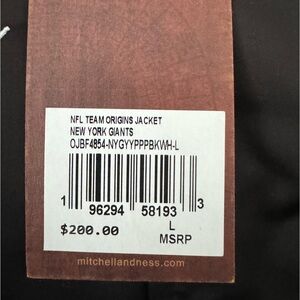 NFL TEAM ORIGINS JACKET
NEW YORK GIANTS
OJBF4854-NYGYYPPPBKWH-L
1 96294 58193 3
$200.00 L
MSRP
mitchellandness.com